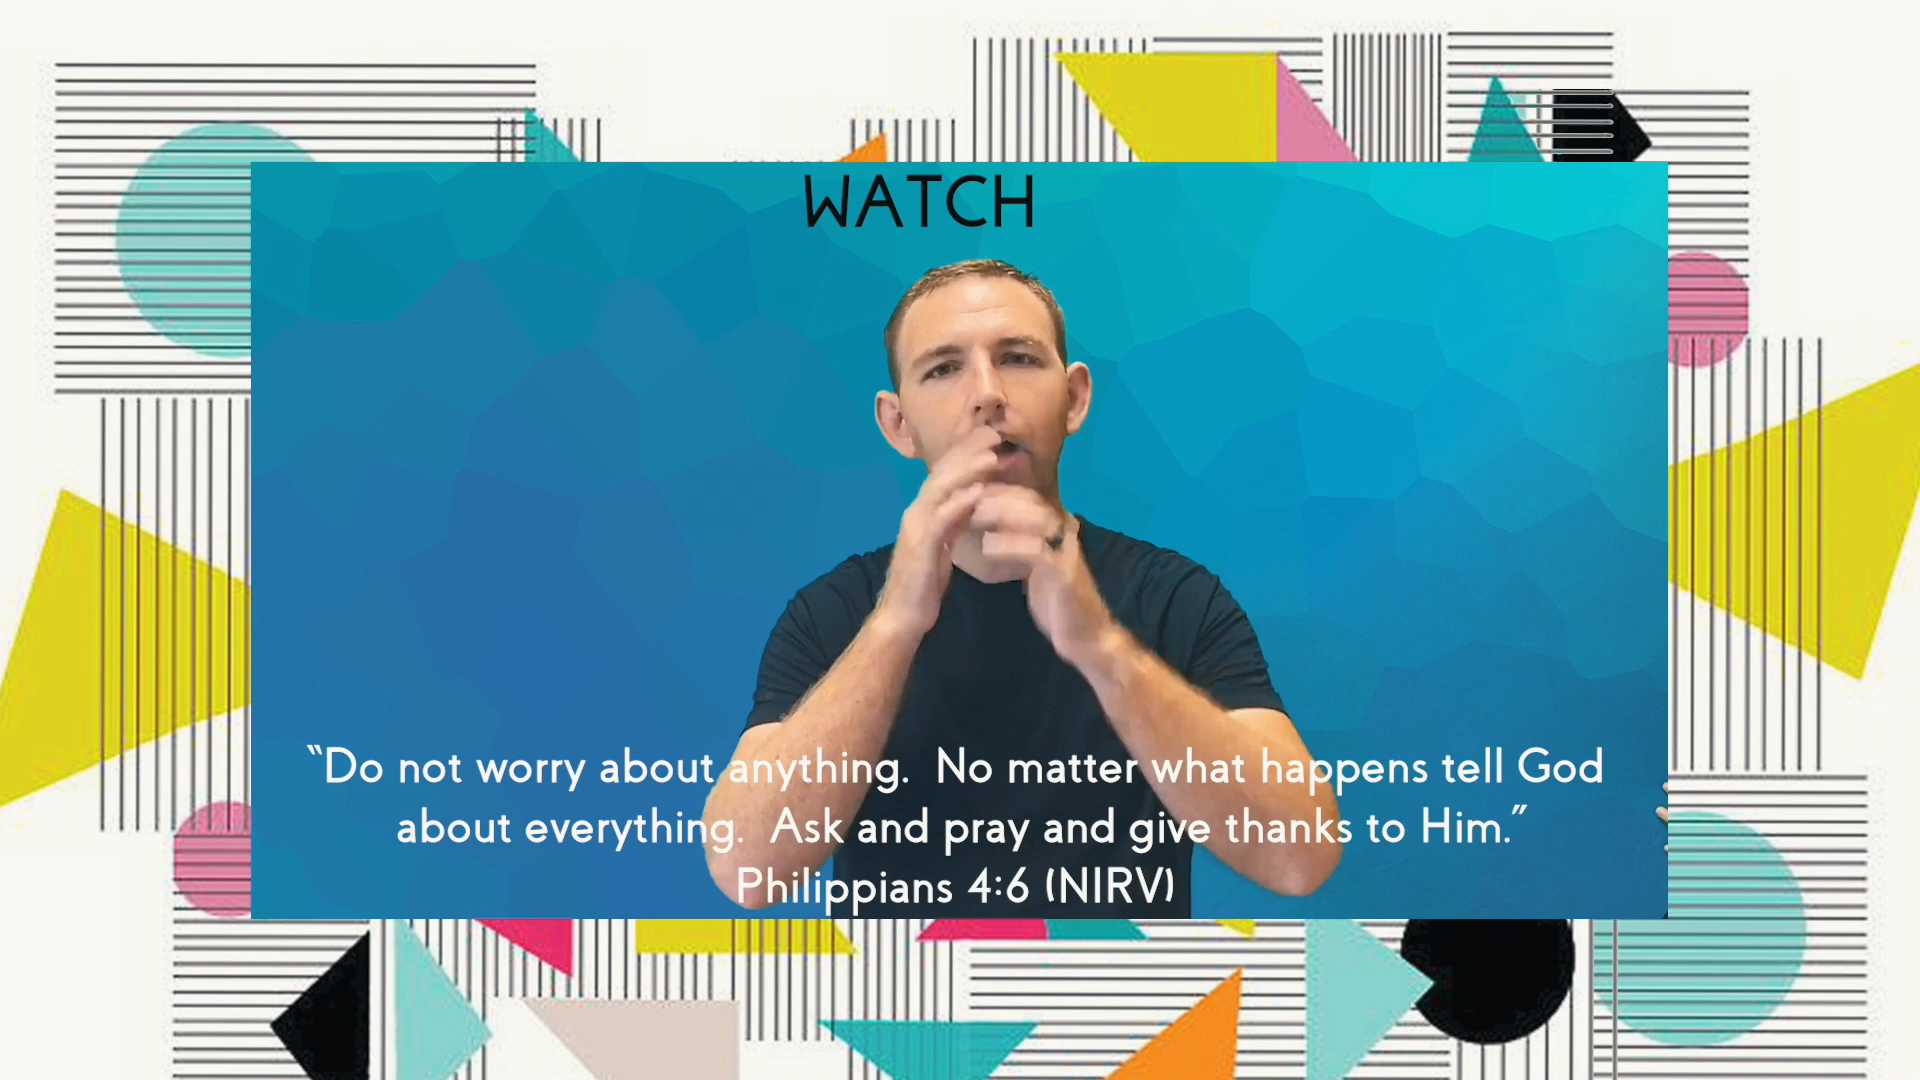 WATCH
“Do not worry about anything.  No matter what happens tell God
about everything.  Ask and pray and give thanks to Him.”
Philippians 4:6 (NIRV)